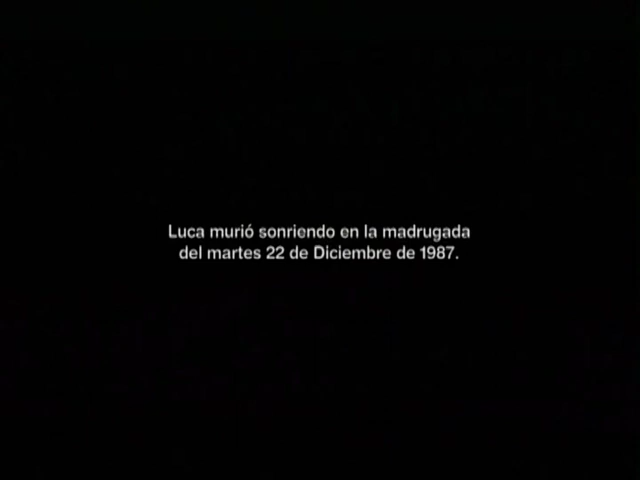 Luca murió sonriendo en la madrugada
del martes 22 de Diciembre de 1987.